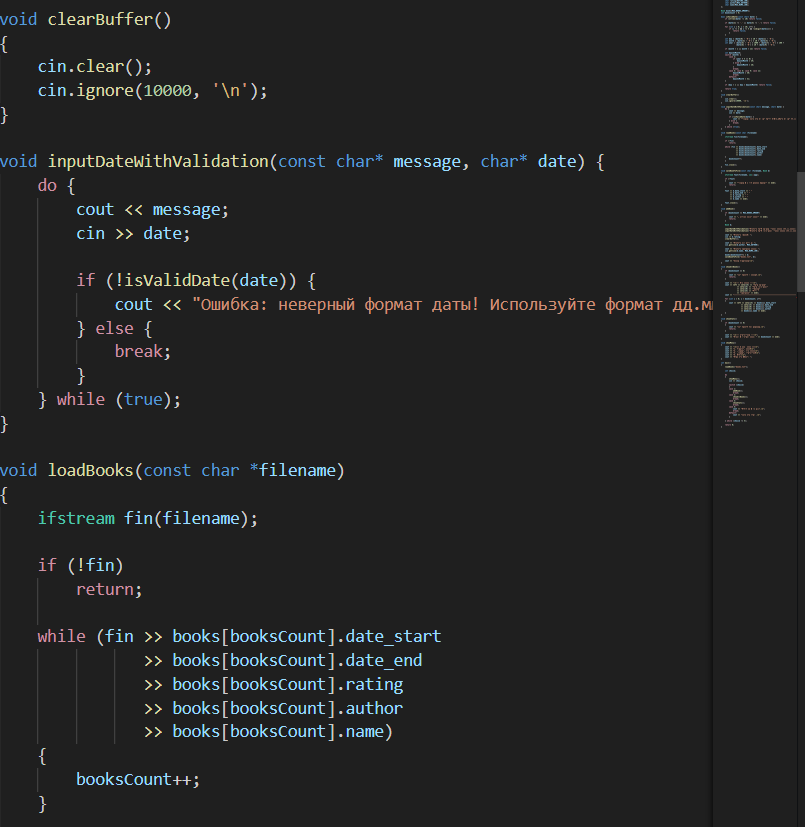 void clearBuffer()
{
    cin.clear();
    cin.ignore(10000, '\n');
}

void inputDateWithValidation(const char* message, char* date) {
    do {
        cout << message;
        cin >> date;

        if (!isValidDate(date)) {
            cout << "Ошибка: неверный формат даты! Используйте формат дд.м
        } else {
            break;
        }
    } while (true);
}

void loadBooks(const char *filename)
{
    ifstream fin(filename);

    if (!fin)
        return;

    while (fin >> books[booksCount].date_start
               >> books[booksCount].date_end
               >> books[booksCount].rating
               >> books[booksCount].author
               >> books[booksCount].name)
    {
        booksCount++;
    }